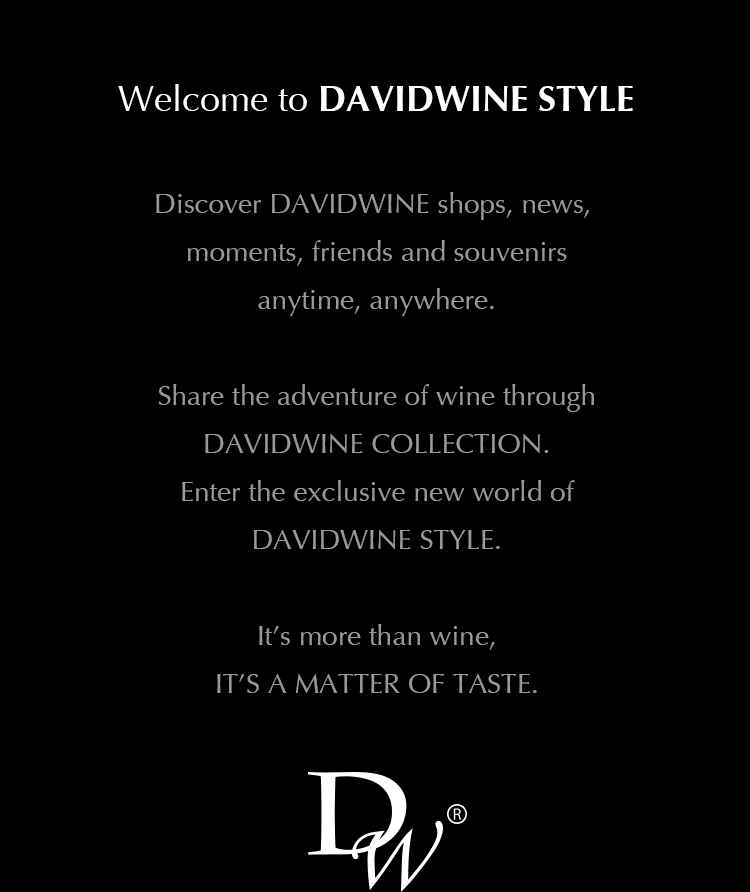 Welcome to DAVIDWINE STYLE
Discover DAVIDWINE shops, news,
moments, friends and souvenirs
anytime, anywhere.
Share the adventure of wine through
DAVIDWINE COLLECTION.
Enter the exclusive new world of
DAVIDWINE STYLE.
It’s more than wine,
IT’S A MATTER OF TASTE.
DW®